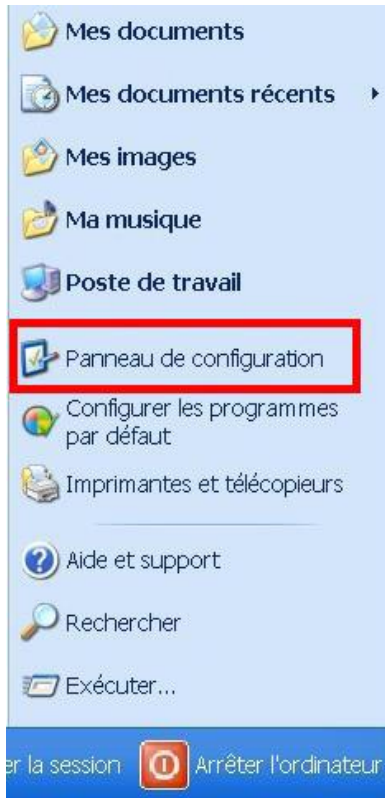 Mes documents
Mes documents récents
Mes images
Ma musique
Poste de travail
Panneau de configuration
Configurer les programmes
par défaut
Imprimantes et télécopieurs
Aide et support
Rechercher
Exécuter...
er la session Arrêter l'ordinateur